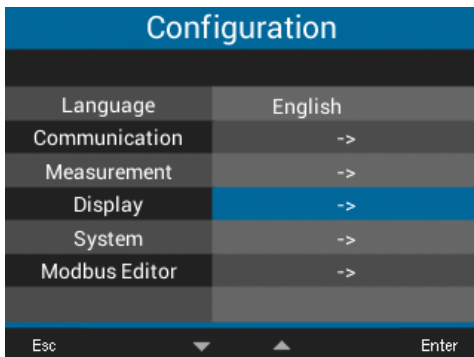 Configuration
Language English
Communication ->
Measurement ->
Display ->
System ->
Modbus Editor ->
Esc Enter